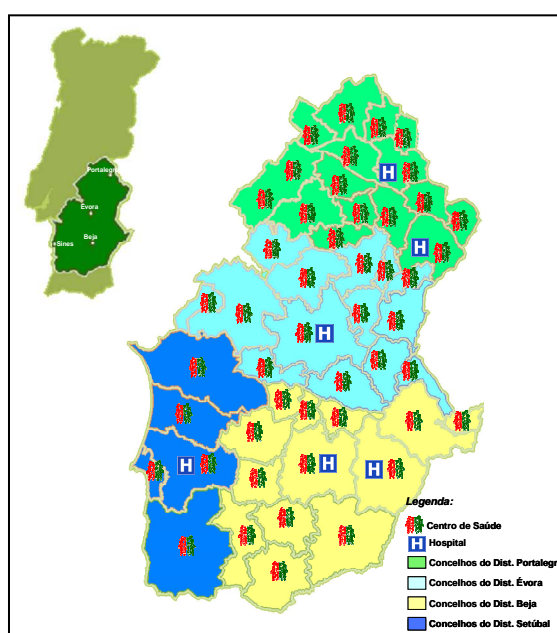 Portalegre
Évora
Beja
Sines
H
H
H
H
H
H
Legenda:
Centro de Saúde
H Hospital
Concelhos do Dist. Portalegr
Concelhos do Dist. Évora
Concelhos do Dist. Beja
Concelhos do Dist. Setúbal